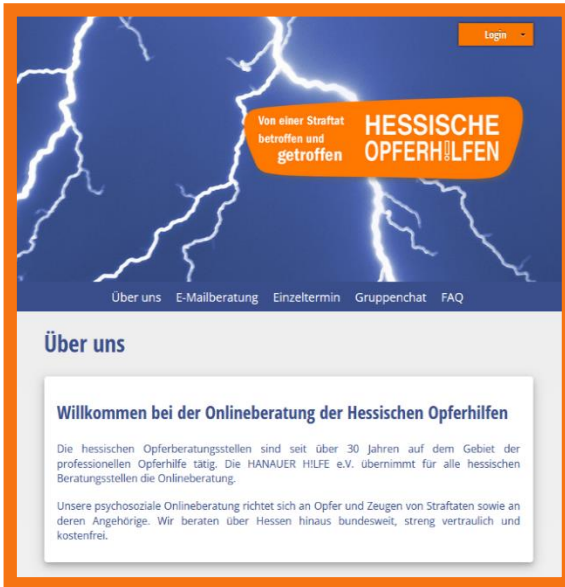 Login
Von einer Straftat
betroffen und
getroffen
HESSISCHE
OPFERH!LFEN
Über uns E-Mailberatung Einzeltermin Gruppenchat FAQ
Über uns
Willkommen bei der Onlineberatung der Hessischen Opferhilfen
Die hessischen Opferberatungsstellen sind seit über 30 Jahren auf dem Gebiet der
professionellen Opferhilfe tätig. Die HANAUER H!LFE e.V. übernimmt für alle hessischen
Beratungsstellen die Onlineberatung.
Unsere psychosoziale Onlineberatung richtet sich an Opfer und Zeugen von Straftaten sowie an
deren Angehörige. Wir beraten über Hessen hinaus bundesweit, streng vertraulich und
kostenfrei.